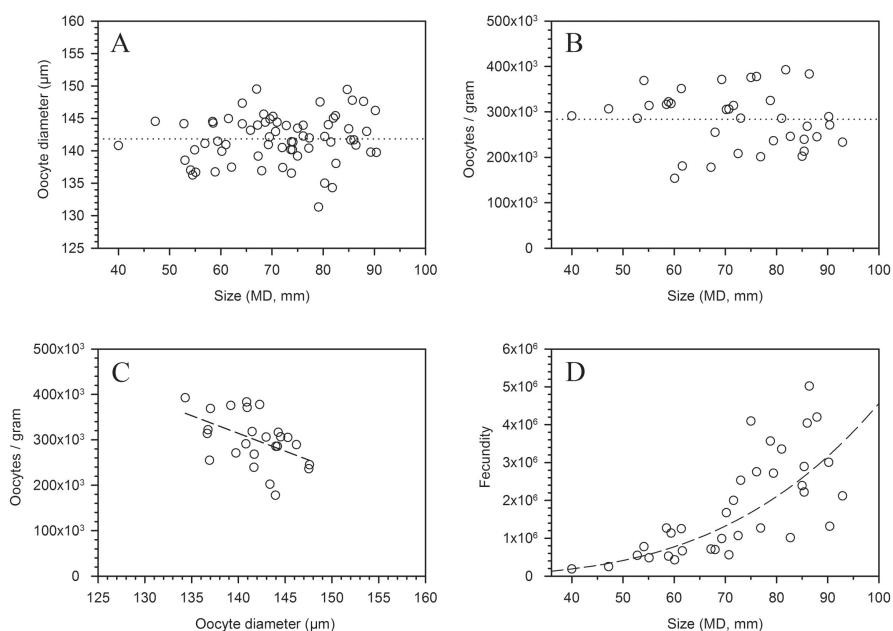 A
Oocyte diameter (µm)
160
155
150
145
140
135
130
125
40 50 60 70 80 90 100
Size (MD, mm)
B
Oocytes / gram
500x10³
400x10³
300x10³
200x10³
100x10³
0
40 50 60 70 80 90 100
Size (MD, mm)
C
Oocytes / gram
500x10³
400x10³
300x10³
200x10³
100x10³
0
125 130 135 140 145 150 155 160
Oocyte diameter (µm)
D
Fecundity
6x10⁶
5x10⁶
4x10⁶
3x10⁶
2x10⁶
1x10⁶
0
40 50 60 70 80 90 100
Size (MD, mm)